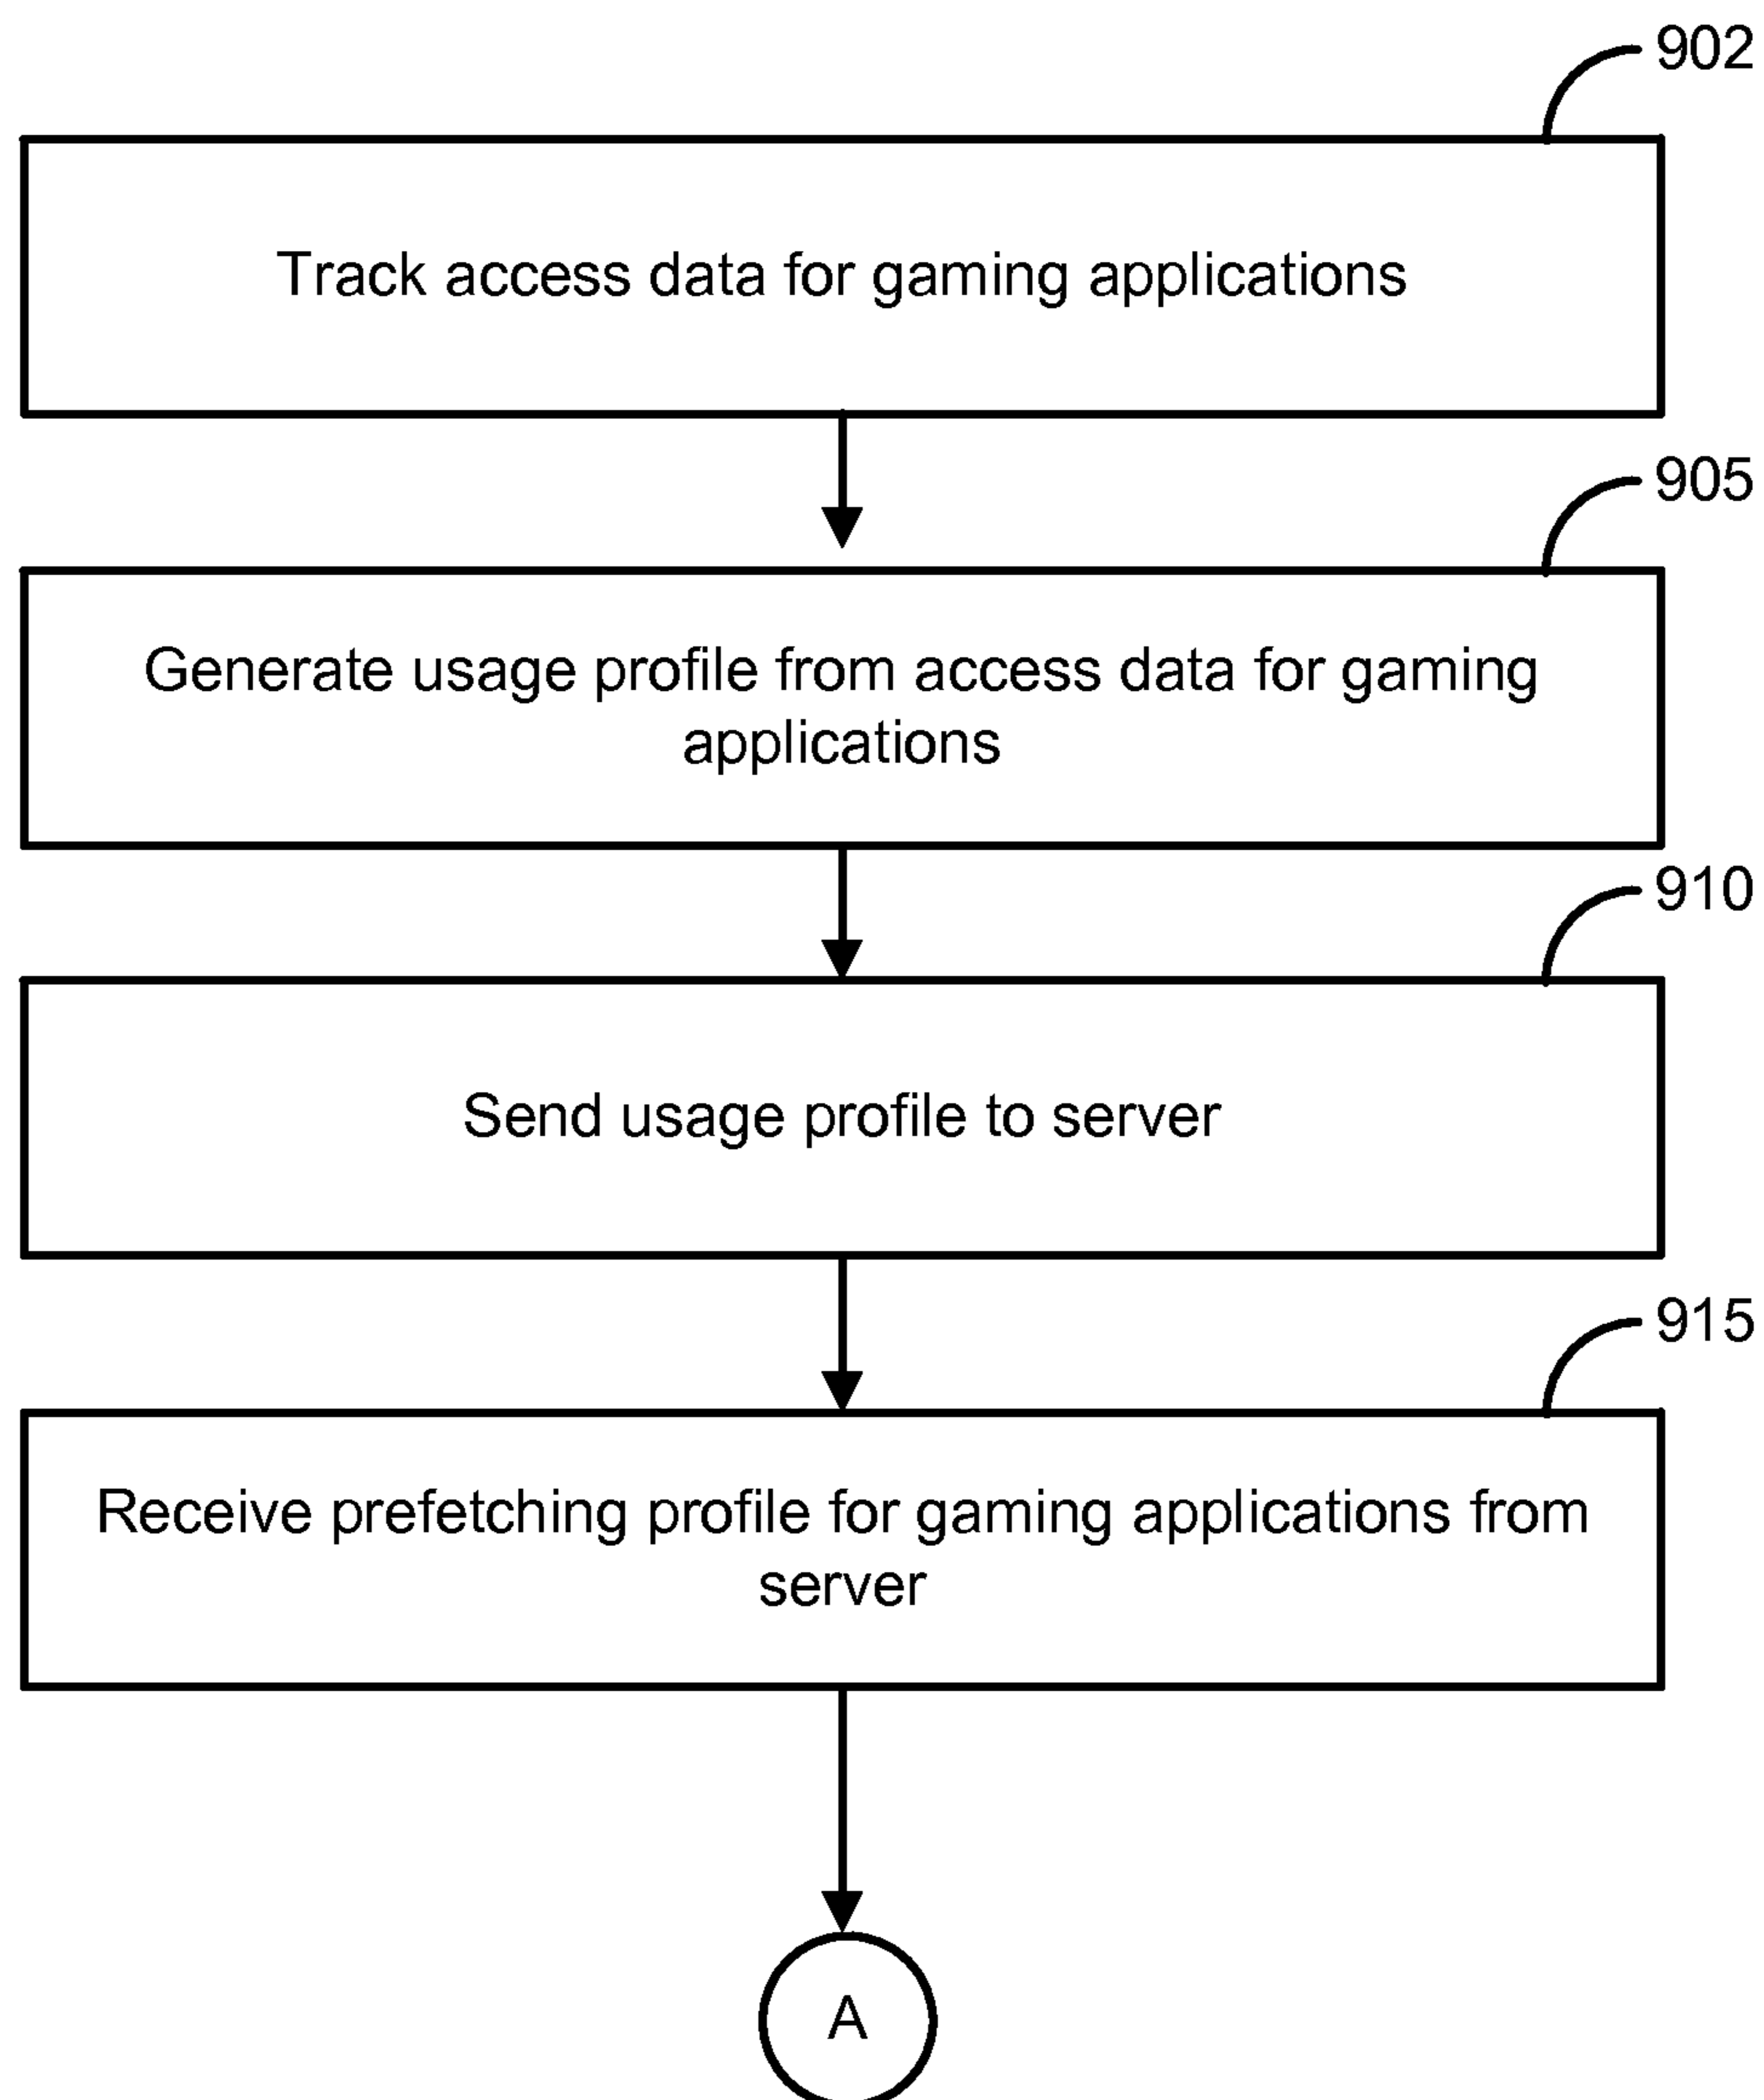 902
Track access data for gaming applications
905
Generate usage profile from access data for gaming
applications
910
Send usage profile to server
915
Receive prefetching profile for gaming applications from
server
A